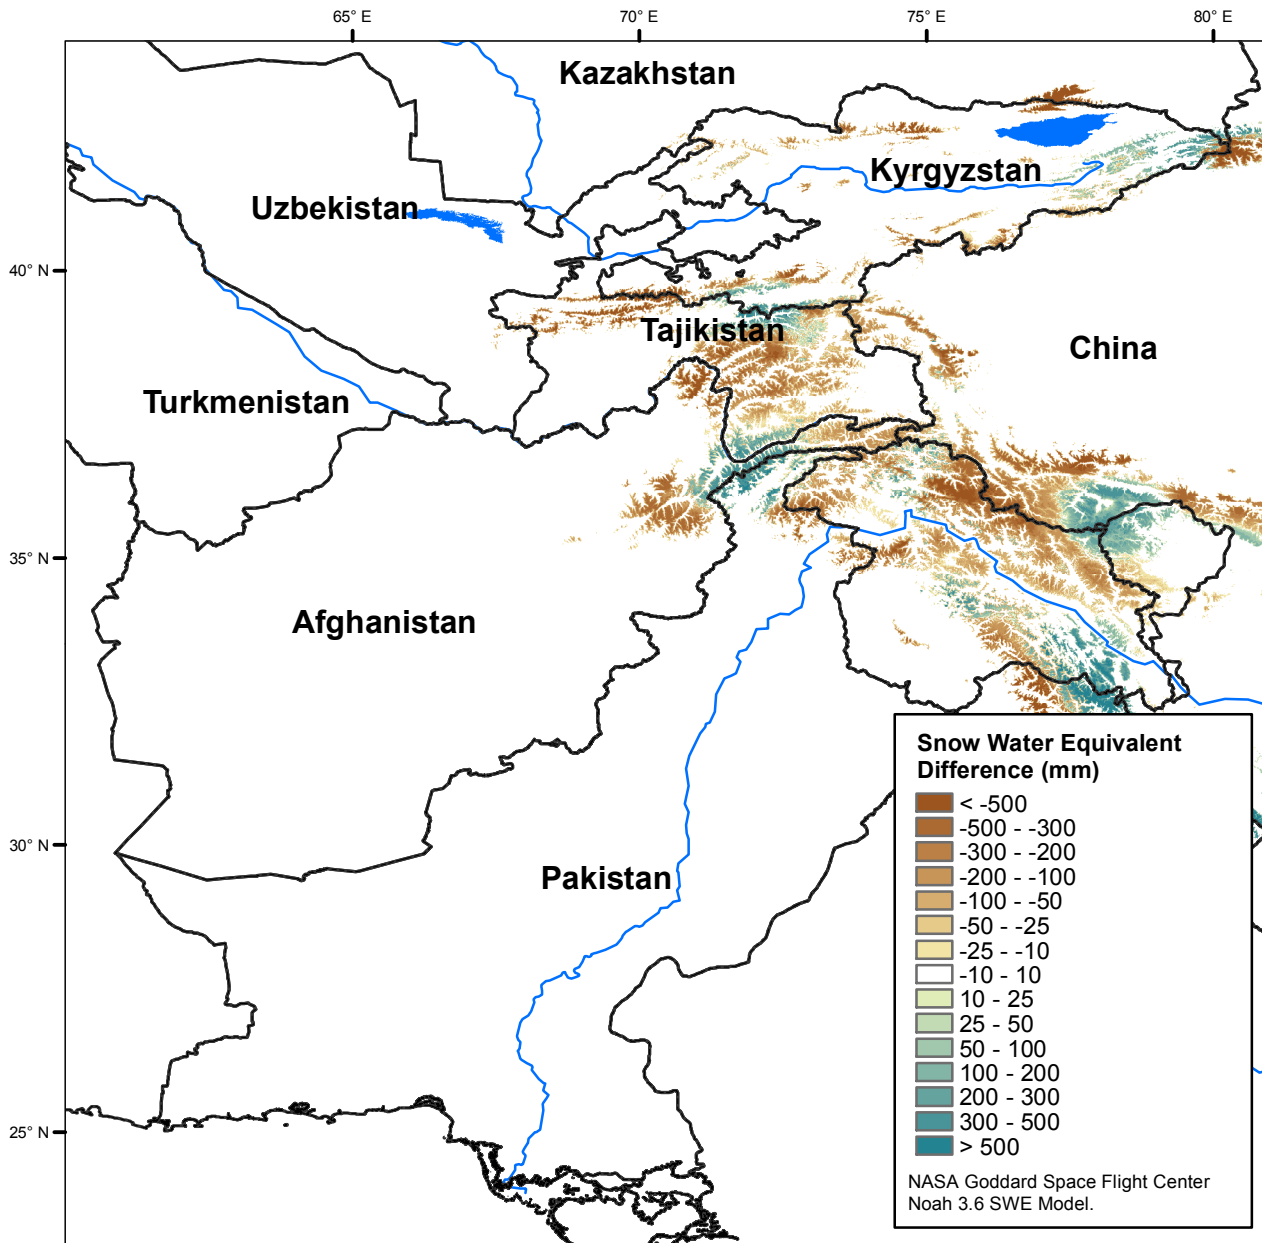 65° E
70° E
75° E
80° E
Kazakhstan
Kyrgyzstan
Uzbekistan
40° N
Tajikistan
China
Turkmenistan
35° N
Afghanistan
Snow Water Equivalent
Difference (mm)
< -500
-500 - -300
-300 - -200
-200 - -100
-100 - -50
-50 - -25
-25 - -10
-10 - 10
10 - 25
25 - 50
50 - 100
100 - 200
200 - 300
300 - 500
> 500
NASA Goddard Space Flight Center
Noah 3.6 SWE Model.
30° N
Pakistan
25° N